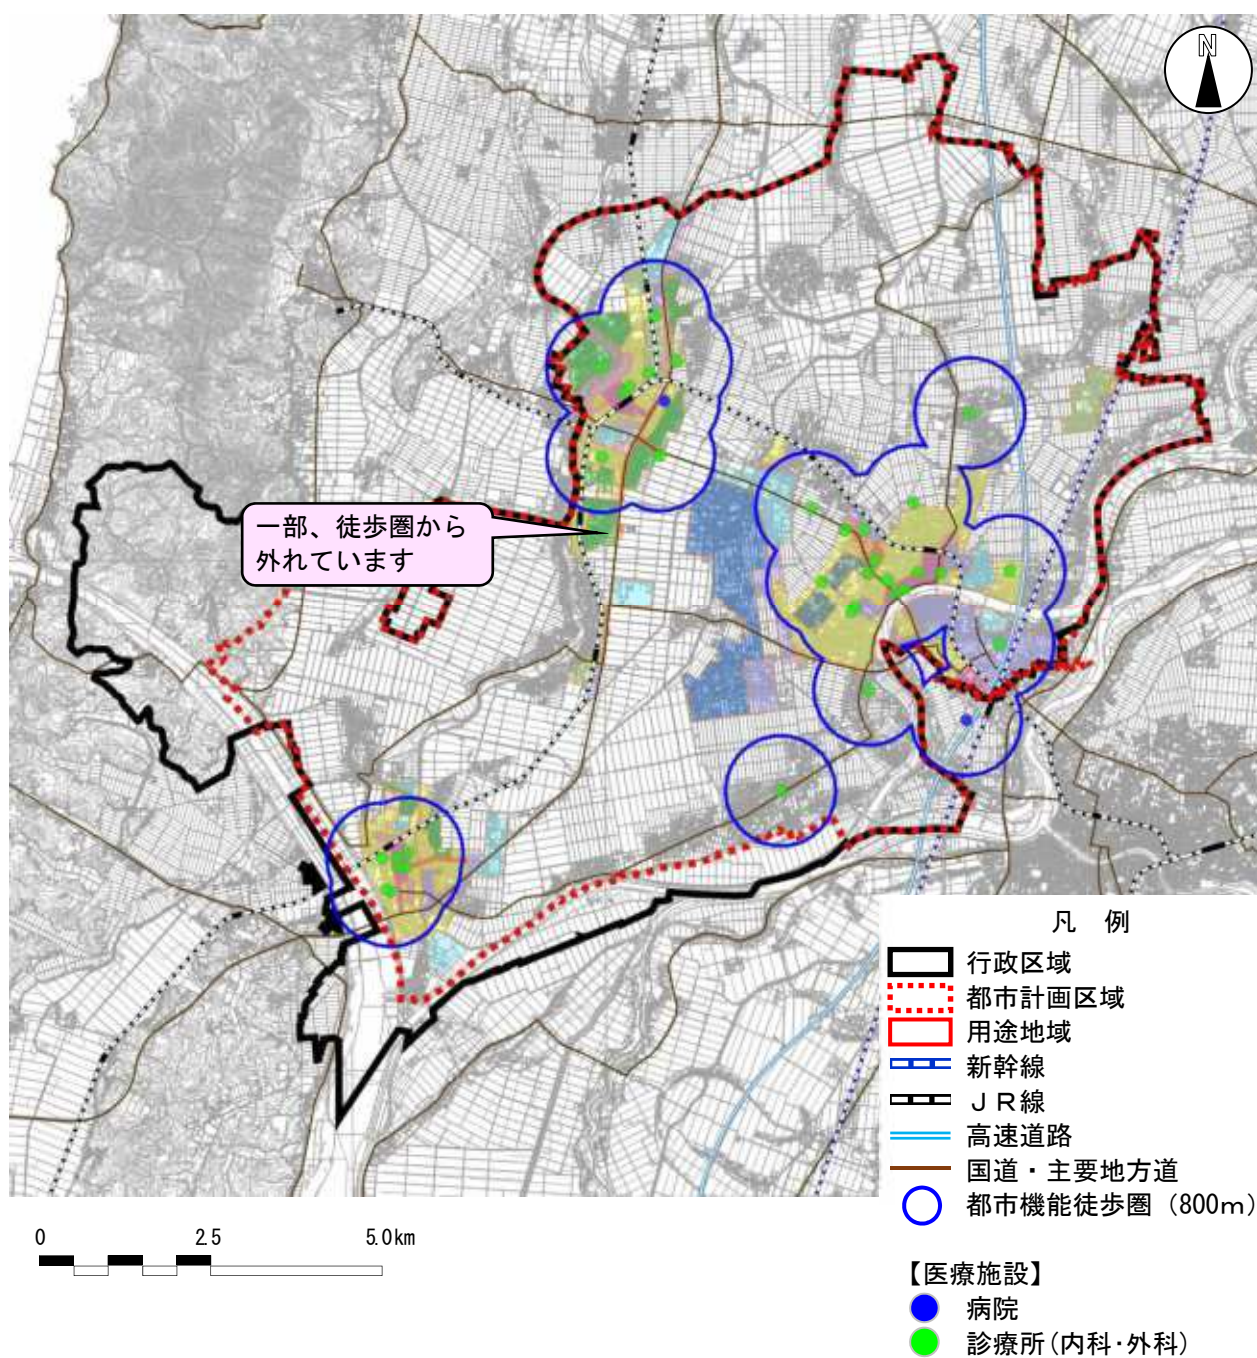 N
一部、徒歩圏から
外れています
凡 例
行政区域
都市計画区域
用途地域
新幹線
ＪＲ線
高速道路
国道・主要地方道
都市機能徒歩圏（800m）
0 2.5 5.0km
【医療施設】
病院
診療所(内科・外科)